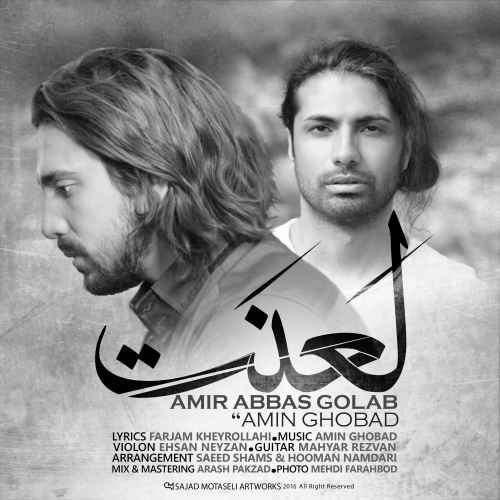 لعنت
AMIR ABBAS GOLAB
“AMIN GHOBAD
LYRICS FARJAM KHEYROLLAHI●MUSIC AMIN GHOBAD
VIOLON EHSAN NEYZAN●GUITAR MAHYAR REZVAN
ARRANGEMENT SAEED SHAMS & HOOMAN NAMDARI
MIX & MASTERING ARASH PAKZAD●PHOTO MEHDI FARAHBOD
SAJAD MOTASELI ARTWORKS 2016 All Right Reserved